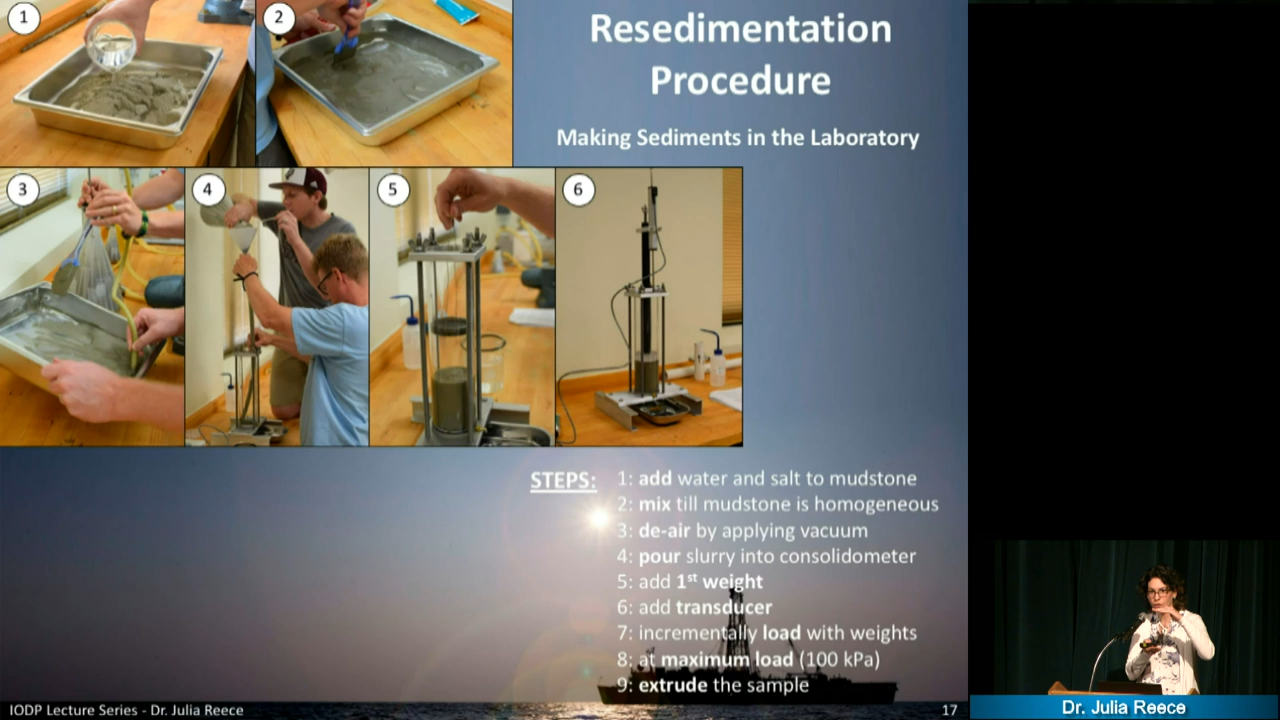 1
2
Resedimentation
Procedure
Making Sediments in the Laboratory
3
4
5
6
STEPS:
1: add water and salt to mudstone
2: mix till mudstone is homogeneous
3: de-air by applying vacuum
4: pour slurry into consolidometer
5: add 1st weight
6: add transducer
7: incrementally load with weights
8: at maximum load (100 kPa)
9: extrude the sample
IODP Lecture Series - Dr. Julia Reece
17
Dr. Julia Reece